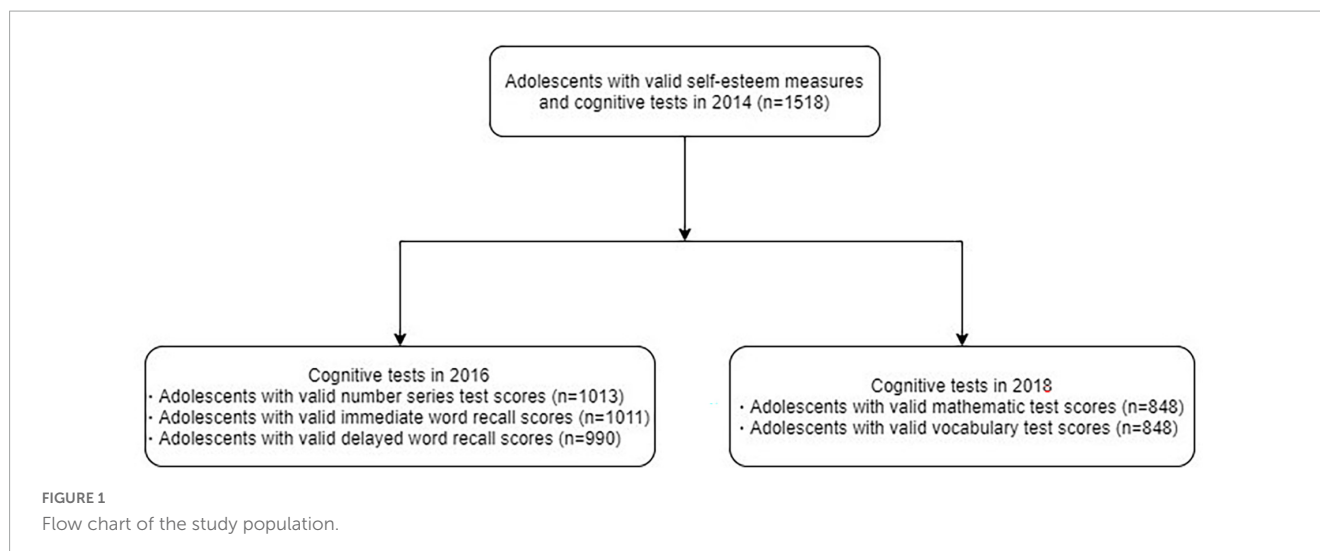 Adolescents with valid self-esteem measures
and cognitive tests in 2014 (n=1518)
Cognitive tests in 2016
· Adolescents with valid number series test scores (n=1013)
· Adolescents with valid immediate word recall scores (n=1011)
· Adolescents with valid delayed word recall scores (n=990)
Cognitive tests in 2018
· Adolescents with valid mathematic test scores (n=848)
· Adolescents with valid vocabulary test scores (n=848)
FIGURE 1
Flow chart of the study population.